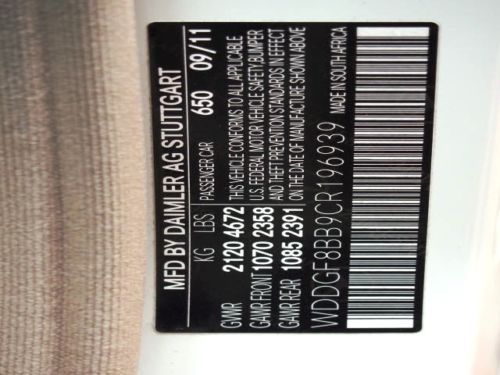 MFD BY DAIMLER AG STUTTGART
KG LBS PASSENGER CAR 650 09/11
GVWR 2120 4672 THIS VEHICLE CONFORMS TO ALL APPLICABLE
GAWR FRONT 1070 2358 U.S. FEDERAL MOTOR VEHICLE SAFETY, BUMPER
AND THEFT PREVENTION STANDARDS IN EFFECT
GAWR REAR 1085 2391 ON THE DATE OF MANUFACTURE SHOWN ABOVE
WDDGF8BB9CR196939 MADE IN SOUTH AFRICA